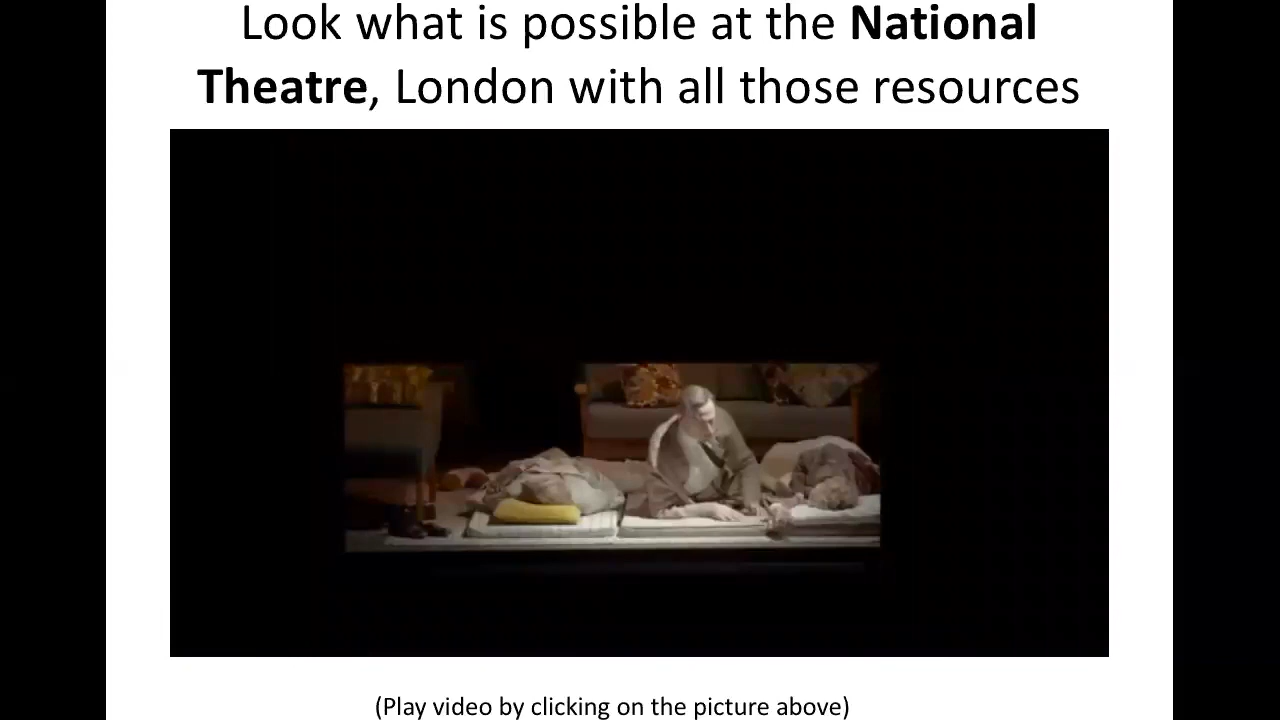 Look what is possible at the National
Theatre, London with all those resources
(Play video by clicking on the picture above)